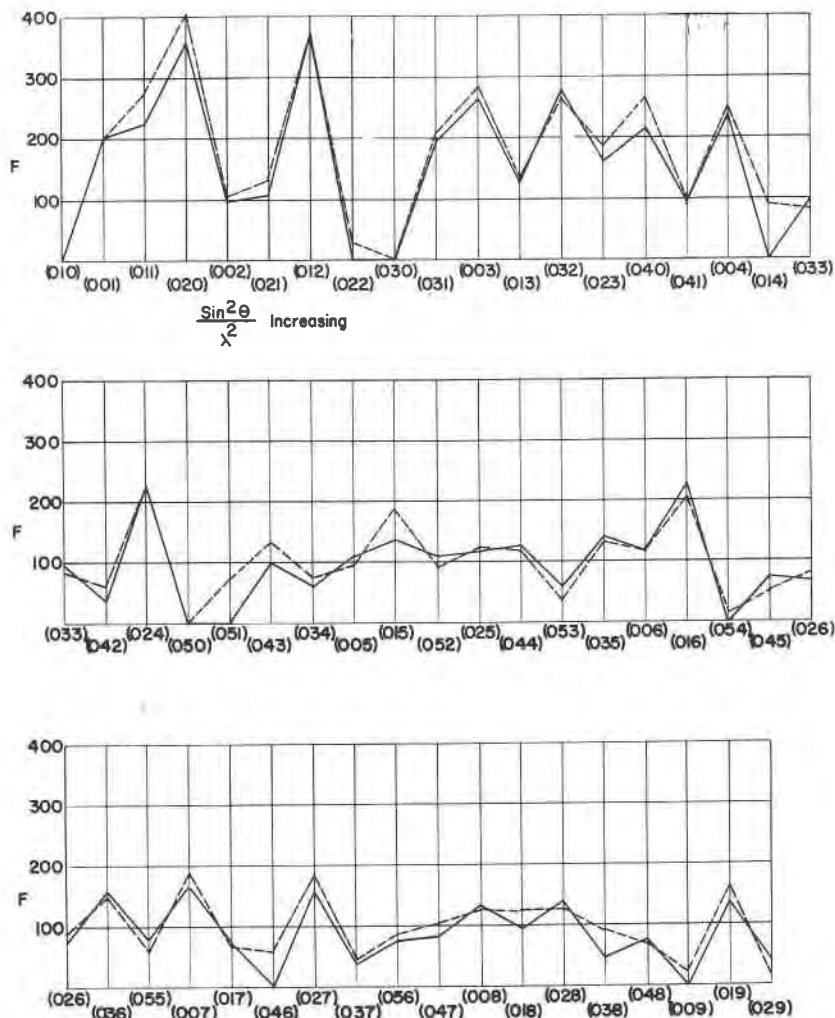 400
300
200
F
100
(010) (011) (002) (012) (030) (003) (032) (040) (004) (033)
(001) (020) (021) (022) (031) (013) (023) (041) (014)
Sin²θ
λ²
Increasing
400
300
200
F
100
(033) (024) (051) (034) (015) (025) (053) (006) (054) (026)
(042) (050) (043) (005) (052) (044) (035) (016) (045)
400
300
200
F
100
(026) (055) (017) (027) (056) (008) (028) (048) (019)
(036) (007) (046) (037) (047) (018) (038) (009) (029)